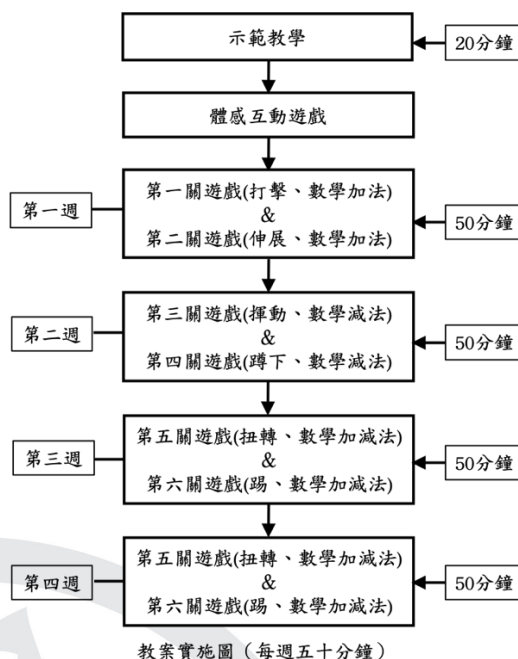 示範教學
20分鐘
體感互動遊戲
第一週
第一關遊戲(打擊、數學加法)
&
第二關遊戲(伸展、數學加法)
50分鐘
第二週
第三關遊戲(揮動、數學減法)
&
第四關遊戲(蹲下、數學減法)
50分鐘
第三週
第五關遊戲(扭轉、數學加減法)
&
第六關遊戲(踢、數學加減法)
50分鐘
第四週
第五關遊戲(扭轉、數學加減法)
&
第六關遊戲(踢、數學加減法)
50分鐘
教案實施圖（每週五十分鐘）